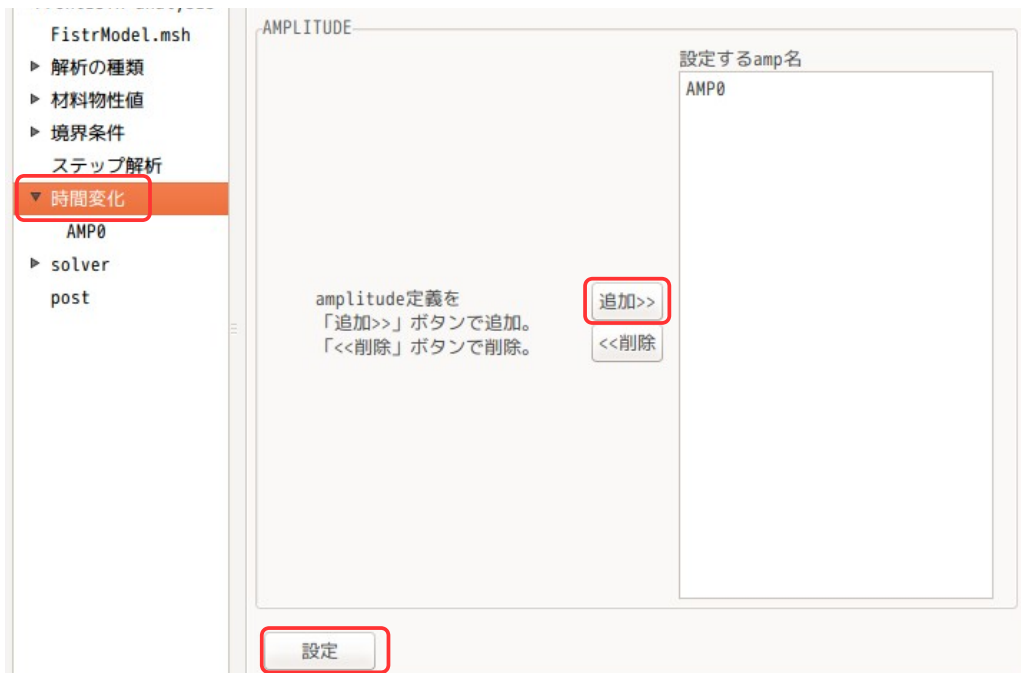 FistrModel.msh
▶ 解析の種類
▶ 材料物性値
▶ 境界条件
ステップ解析
▼ 時間変化
AMP0
▶ solver
post
AMPLITUDE
設定するamp名
AMP0
amplitude定義を
「追加>>」ボタンで追加。
「<<削除」ボタンで削除。
追加>>
<<削除
設定